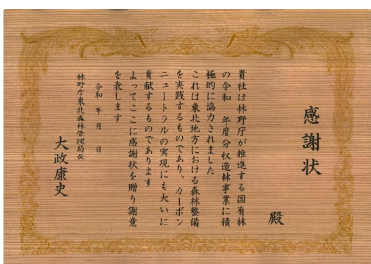 感謝状
殿
貴社は林野庁が推進する国有林
の令和　年度分収造林事業に積
極的に協力されました
これは東北地方における森林整備
を実践するものであり、カーボン
ニュートラルの実現にも大いに
貢献するものであります
よってここに感謝状を贈り謝意
を表します
令和　年　月　日
林野庁東北森林管理局長
大政康史